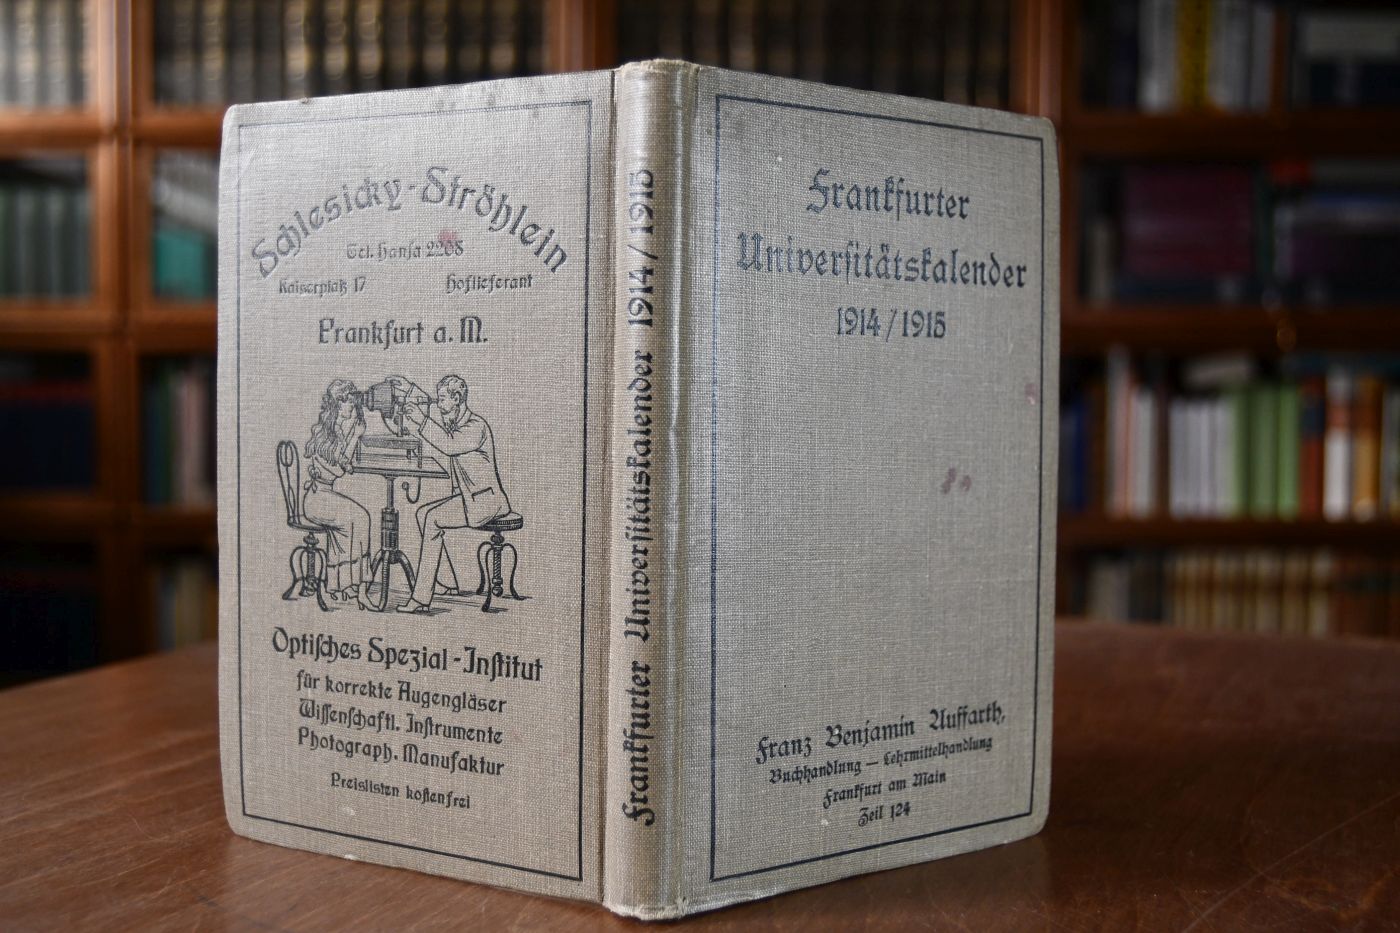 Schlesicky-Ströhlein
Tel. Hansa 2208
Kaiserplatz 17 Hoflieferant
Frankfurt a. M.
Optisches Spezial-Institut
für korrekte Augengläser
Wissenschaftl. Instrumente
Photograph. Manufaktur
Preislisten kostenfrei
Frankfurter Universitätskalender 1914/1915
Frankfurter
Universitätskalender
1914/1915
Franz Benjamin Auffarth,
Buchhandlung — Lehrmittelhandlung
Frankfurt am Main
Zeil 124